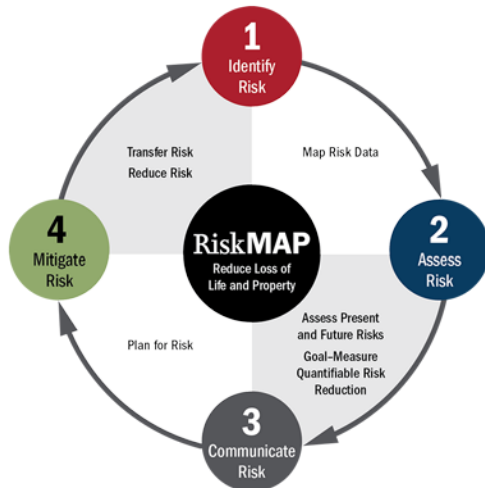 1
Identify
Risk
Transfer Risk
Reduce Risk
Map Risk Data
4
Mitigate
Risk
RiskMAP
Reduce Loss of
Life and Property
2
Assess
Risk
Plan for Risk
Assess Present
and Future Risks
Goal–Measure
Quantifiable Risk
Reduction
3
Communicate
Risk